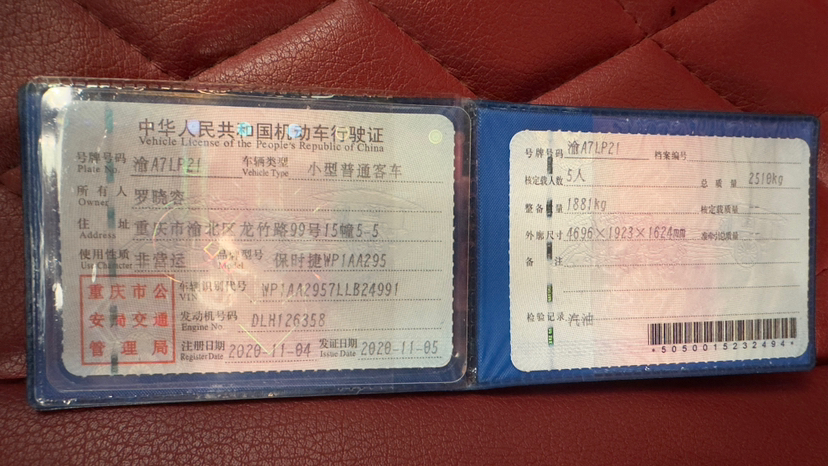 中华人民共和国机动车行驶证
Vehicle License of the People's Republic of China
号牌号码 渝A7LP21 车辆类型 小型普通客车
Plate No. Vehicle Type
所有人 罗晓容
Owner
住址 重庆市渝北区龙竹路99号15幢5-5
Address
使用性质 非营运 品牌型号 保时捷WP1AA295
Use Character Model
车辆识别代号 WP1AA2957LLB24991
VIN
发动机号码 DLH126358
Engine No.
注册日期 2020-11-04 发证日期 2020-11-05
Register Date Issue Date
重庆市公
安局交通
管理局
号牌号码 渝A7LP21 档案编号
核定载人数 5人 总质量 2510kg
整备质量 1881kg 核定载质量 --
外廓尺寸 4696×1923×1624mm 准牵引总质量 --
备注
检验记录 汽油
*5050015232494*